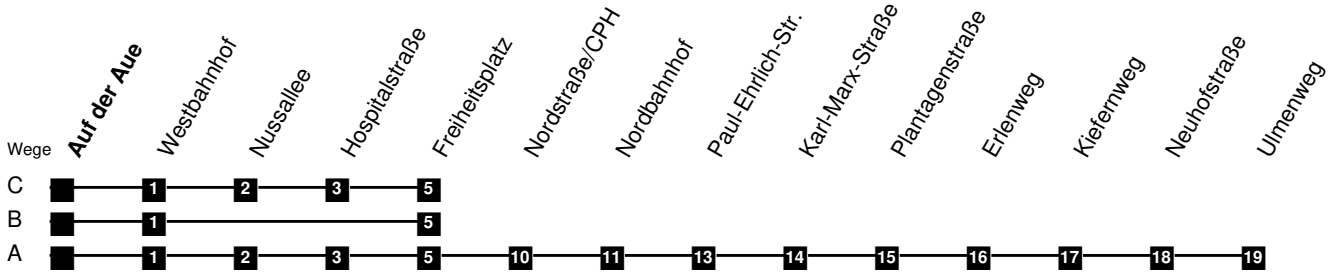 Auf der Aue
Westbahnhof
Nussallee
Hospitalstraße
Freiheitsplatz
Nordstraße/CPH
Nordbahnhof
Paul-Ehrlich-Str.
Karl-Marx-Straße
Plantagenstraße
Erlenweg
Kiefernweg
Neuhofstraße
Ulmenweg
Wege
C 1 2 3 5
B 1 5
A 1 2 3 5 10 11 13 14 15 16 17 18 19